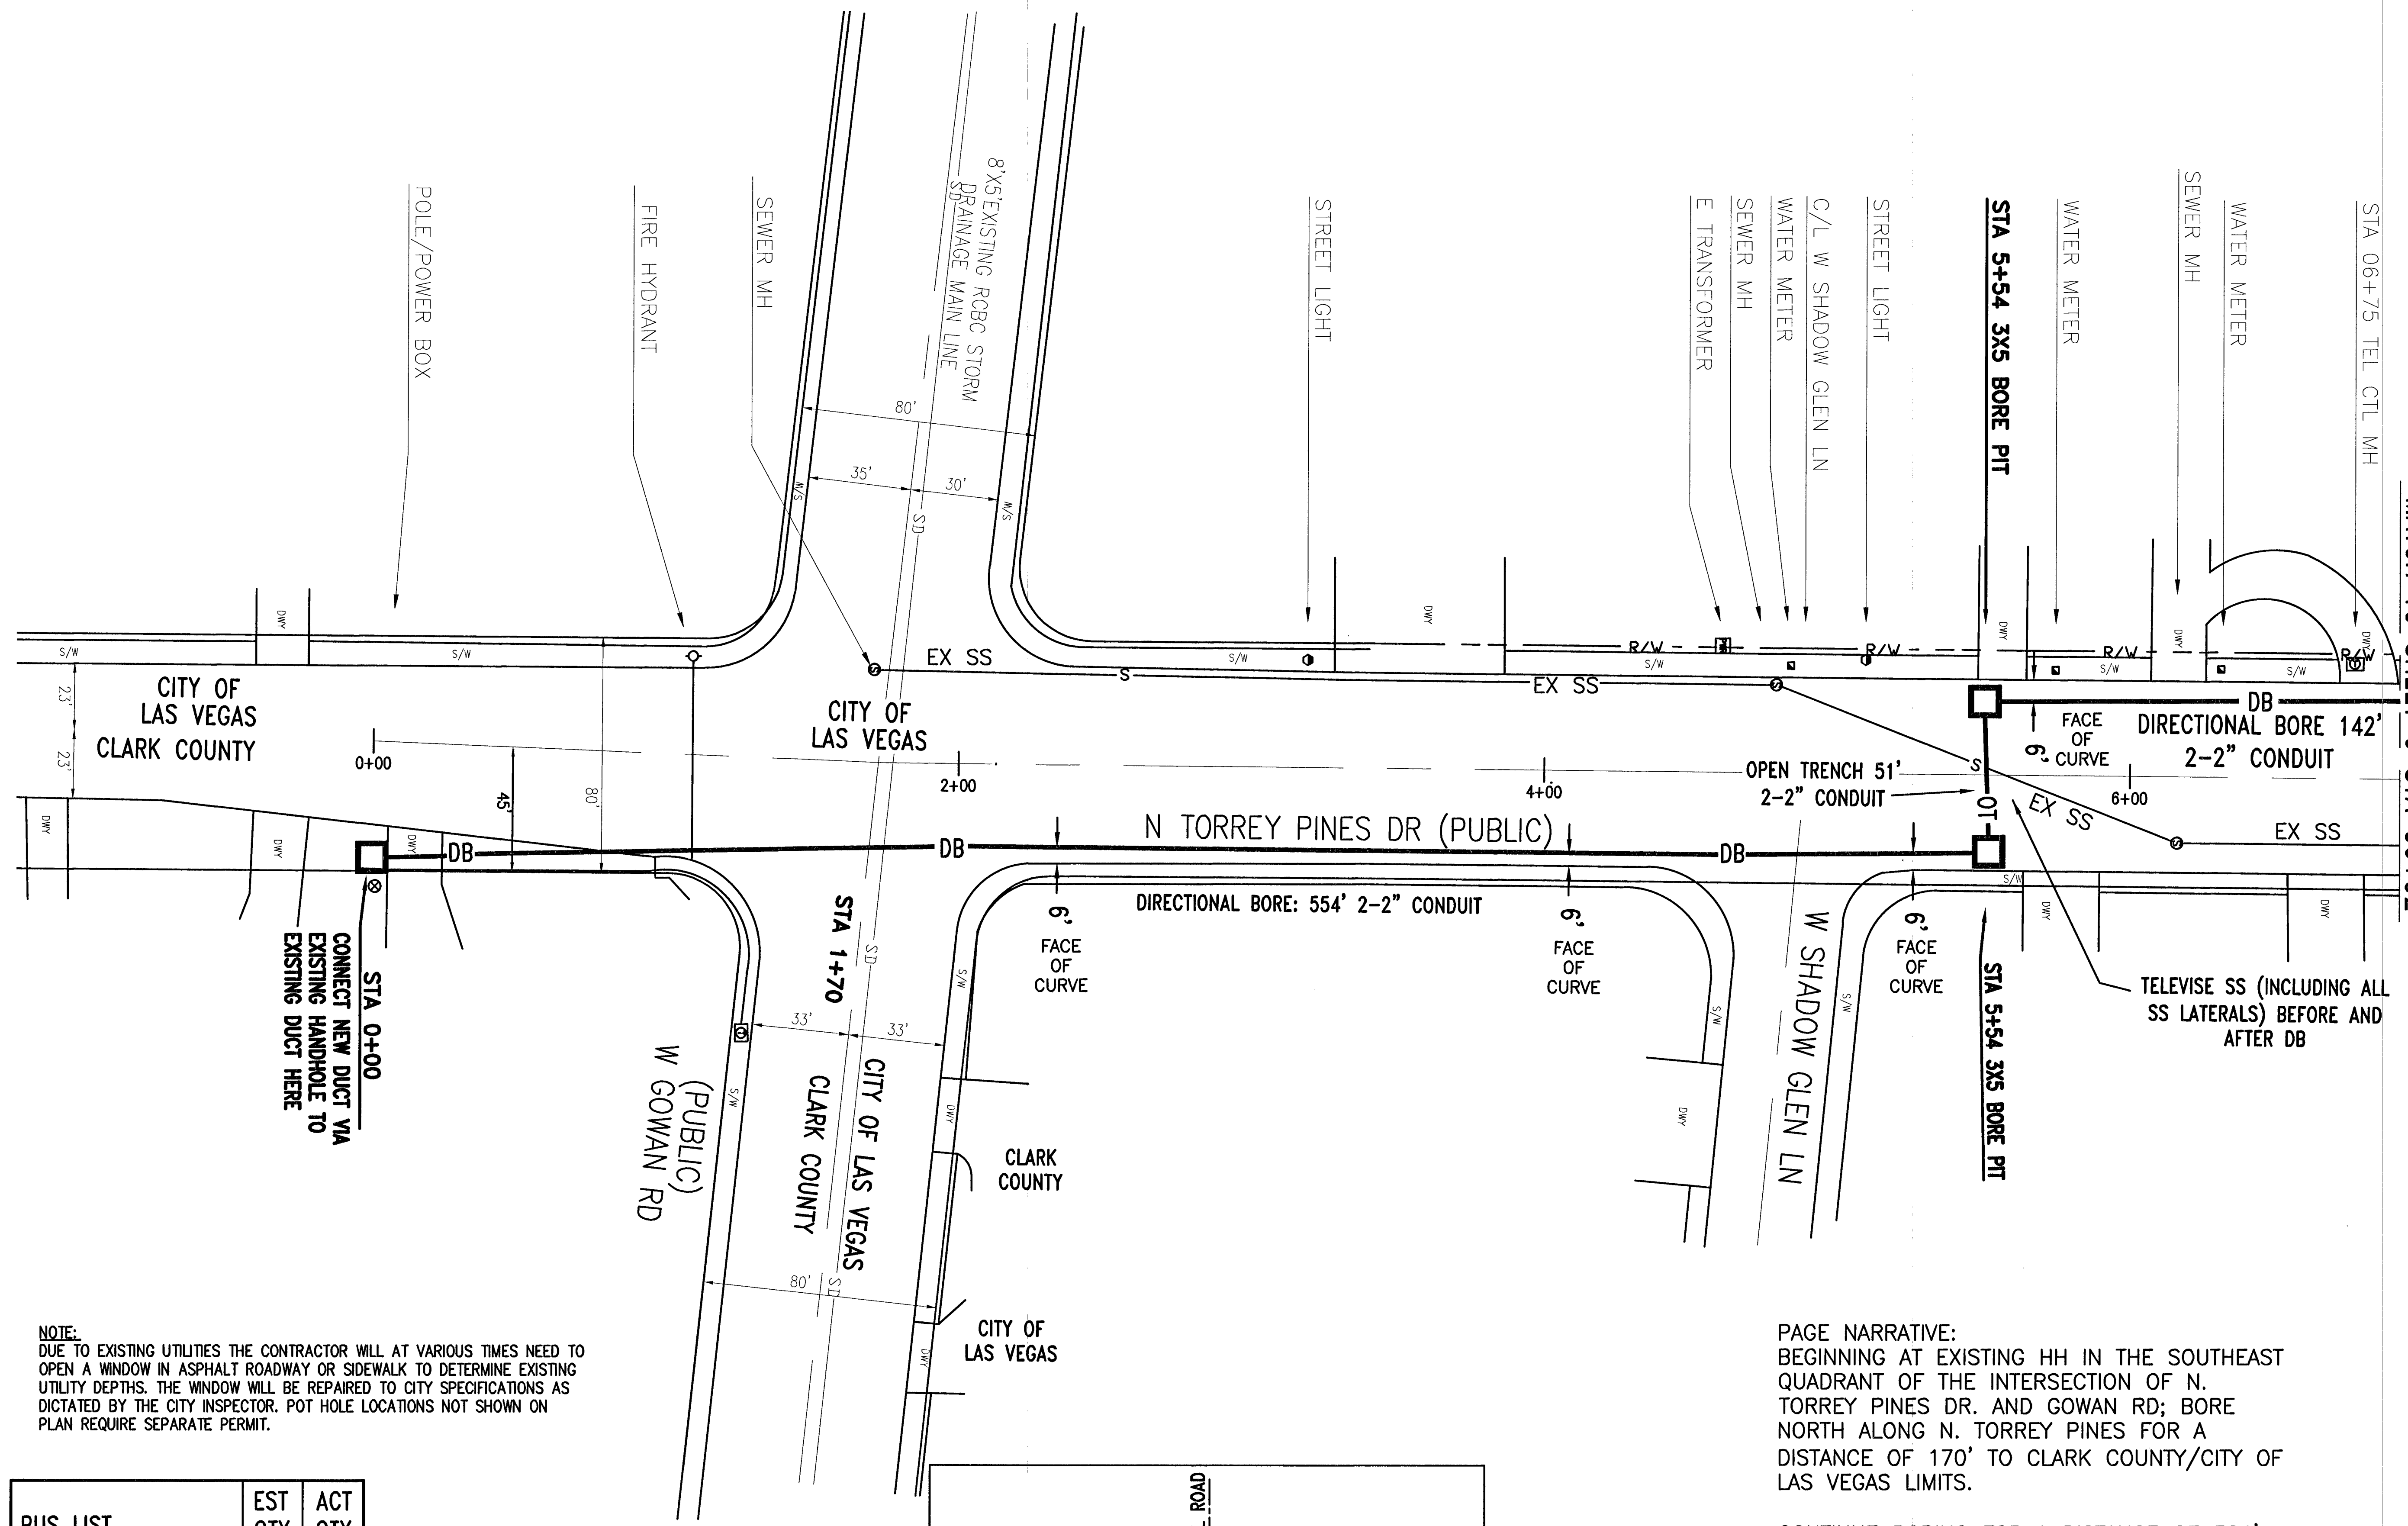 POLE/POWER BOX
FIRE HYDRANT
SEWER MH
8'X5'EXISTING RCBC STORM
DRAINAGE MAIN LINE
SD
STREET LIGHT
E TRANSFORMER
SEWER MH
WATER METER
C/L W SHADOW GLEN LN
STREET LIGHT
STA 5+54 3X5 BORE PIT
WATER METER
SEWER MH
WATER METER
STA 06+75 TEL CTL MH
80'
35'
30'
M/S
M/S
SD
DWY
S/W
S/W
23'
23'
CITY OF
LAS VEGAS
CLARK COUNTY
0+00
45'
80'
EX SS
S
S/W
DWY
EX SS
R/W
S/W
R/W
DWY
R/W
S/W
DWY
S/W
DWY
R/W
CITY OF
LAS VEGAS
2+00
4+00
6+00
DB
DIRECTIONAL BORE 142'
2-2" CONDUIT
6'
FACE
OF
CURVE
OPEN TRENCH 51'
2-2" CONDUIT
S
OT
EX SS
EX SS
N TORREY PINES DR (PUBLIC)
DWY
DWY
DWY
DB
DB
DB
DIRECTIONAL BORE: 554' 2-2" CONDUIT
6'
FACE
OF
CURVE
6'
FACE
OF
CURVE
6'
FACE
OF
CURVE
S/W
DWY
DWY
STA 0+00
CONNECT NEW DUCT VIA
EXISTING HANDHOLE TO
EXISTING DUCT HERE
STA 1+70
SD
33'
33'
S/W
S/W
(PUBLIC)
W GOWAN RD
CITY OF LAS VEGAS
CLARK COUNTY
DWY
CLARK
COUNTY
80'
SD
CITY OF
LAS VEGAS
DWY
S/W
DWY
W SHADOW GLEN LN
S/W
STA 5+54 3X5 BORE PIT
TELEVISE SS (INCLUDING ALL
SS LATERALS) BEFORE AND
AFTER DB
NOTE:
DUE TO EXISTING UTILITIES THE CONTRACTOR WILL AT VARIOUS TIMES NEED TO
OPEN A WINDOW IN ASPHALT ROADWAY OR SIDEWALK TO DETERMINE EXISTING
UTILITY DEPTHS. THE WINDOW WILL BE REPAIRED TO CITY SPECIFICATIONS AS
DICTATED BY THE CITY INSPECTOR. POT HOLE LOCATIONS NOT SHOWN ON
PLAN REQUIRE SEPARATE PERMIT.
EST
ACT
ROAD
PAGE NARRATIVE:
BEGINNING AT EXISTING HH IN THE SOUTHEAST
QUADRANT OF THE INTERSECTION OF N.
TORREY PINES DR. AND GOWAN RD; BORE
NORTH ALONG N. TORREY PINES FOR A
DISTANCE OF 170' TO CLARK COUNTY/CITY OF
LAS VEGAS LIMITS.